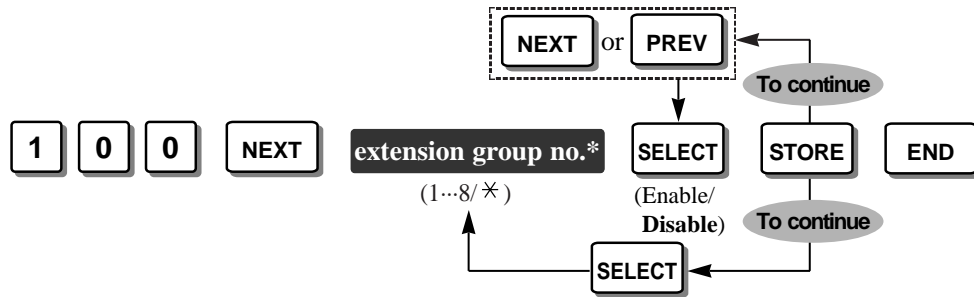 NEXT or PREV
To continue
1 0 0 NEXT extension group no.* SELECT STORE END
(1···8/✳)
(Enable/
Disable)
To continue
SELECT